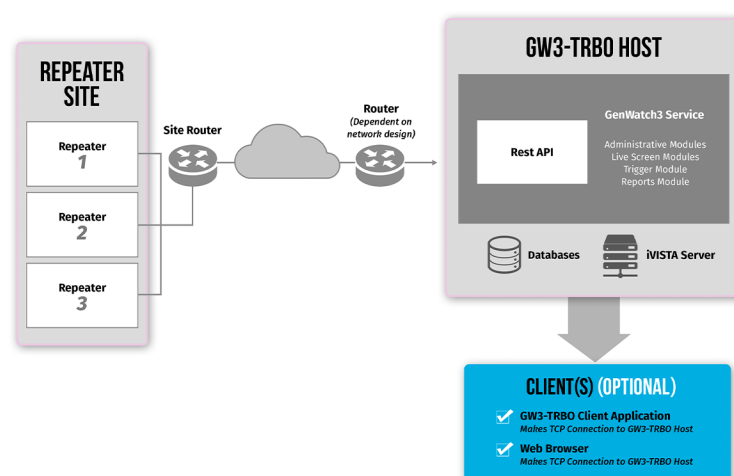 REPEATER
SITE
Repeater
1
Repeater
2
Repeater
3
Site Router
Router
(Dependent on
network design)
GW3-TRBO HOST
Rest API
GenWatch3 Service
Administrative Modules
Live Screen Modules
Trigger Module
Reports Module
Databases
iVISTA Server
CLIENT(S) (OPTIONAL)
GW3-TRBO Client Application
Makes TCP Connection to GW3-TRBO Host
Web Browser
Makes TCP Connection to GW3-TRBO Host